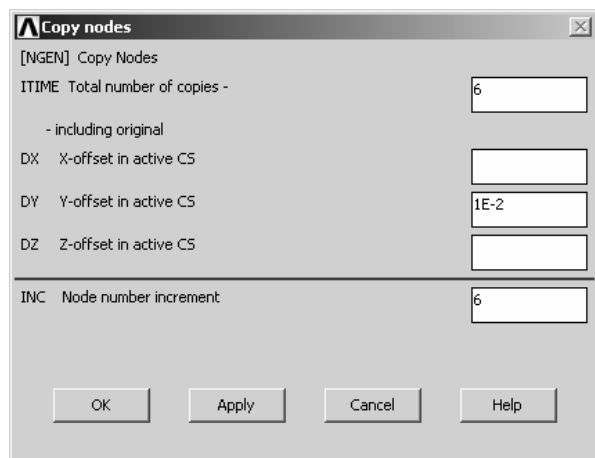 Copy nodes
[NGEN] Copy Nodes
ITIME Total number of copies - 6
- including original
DX X-offset in active CS
DY Y-offset in active CS 1E-2
DZ Z-offset in active CS
INC Node number increment 6
OK Apply Cancel Help